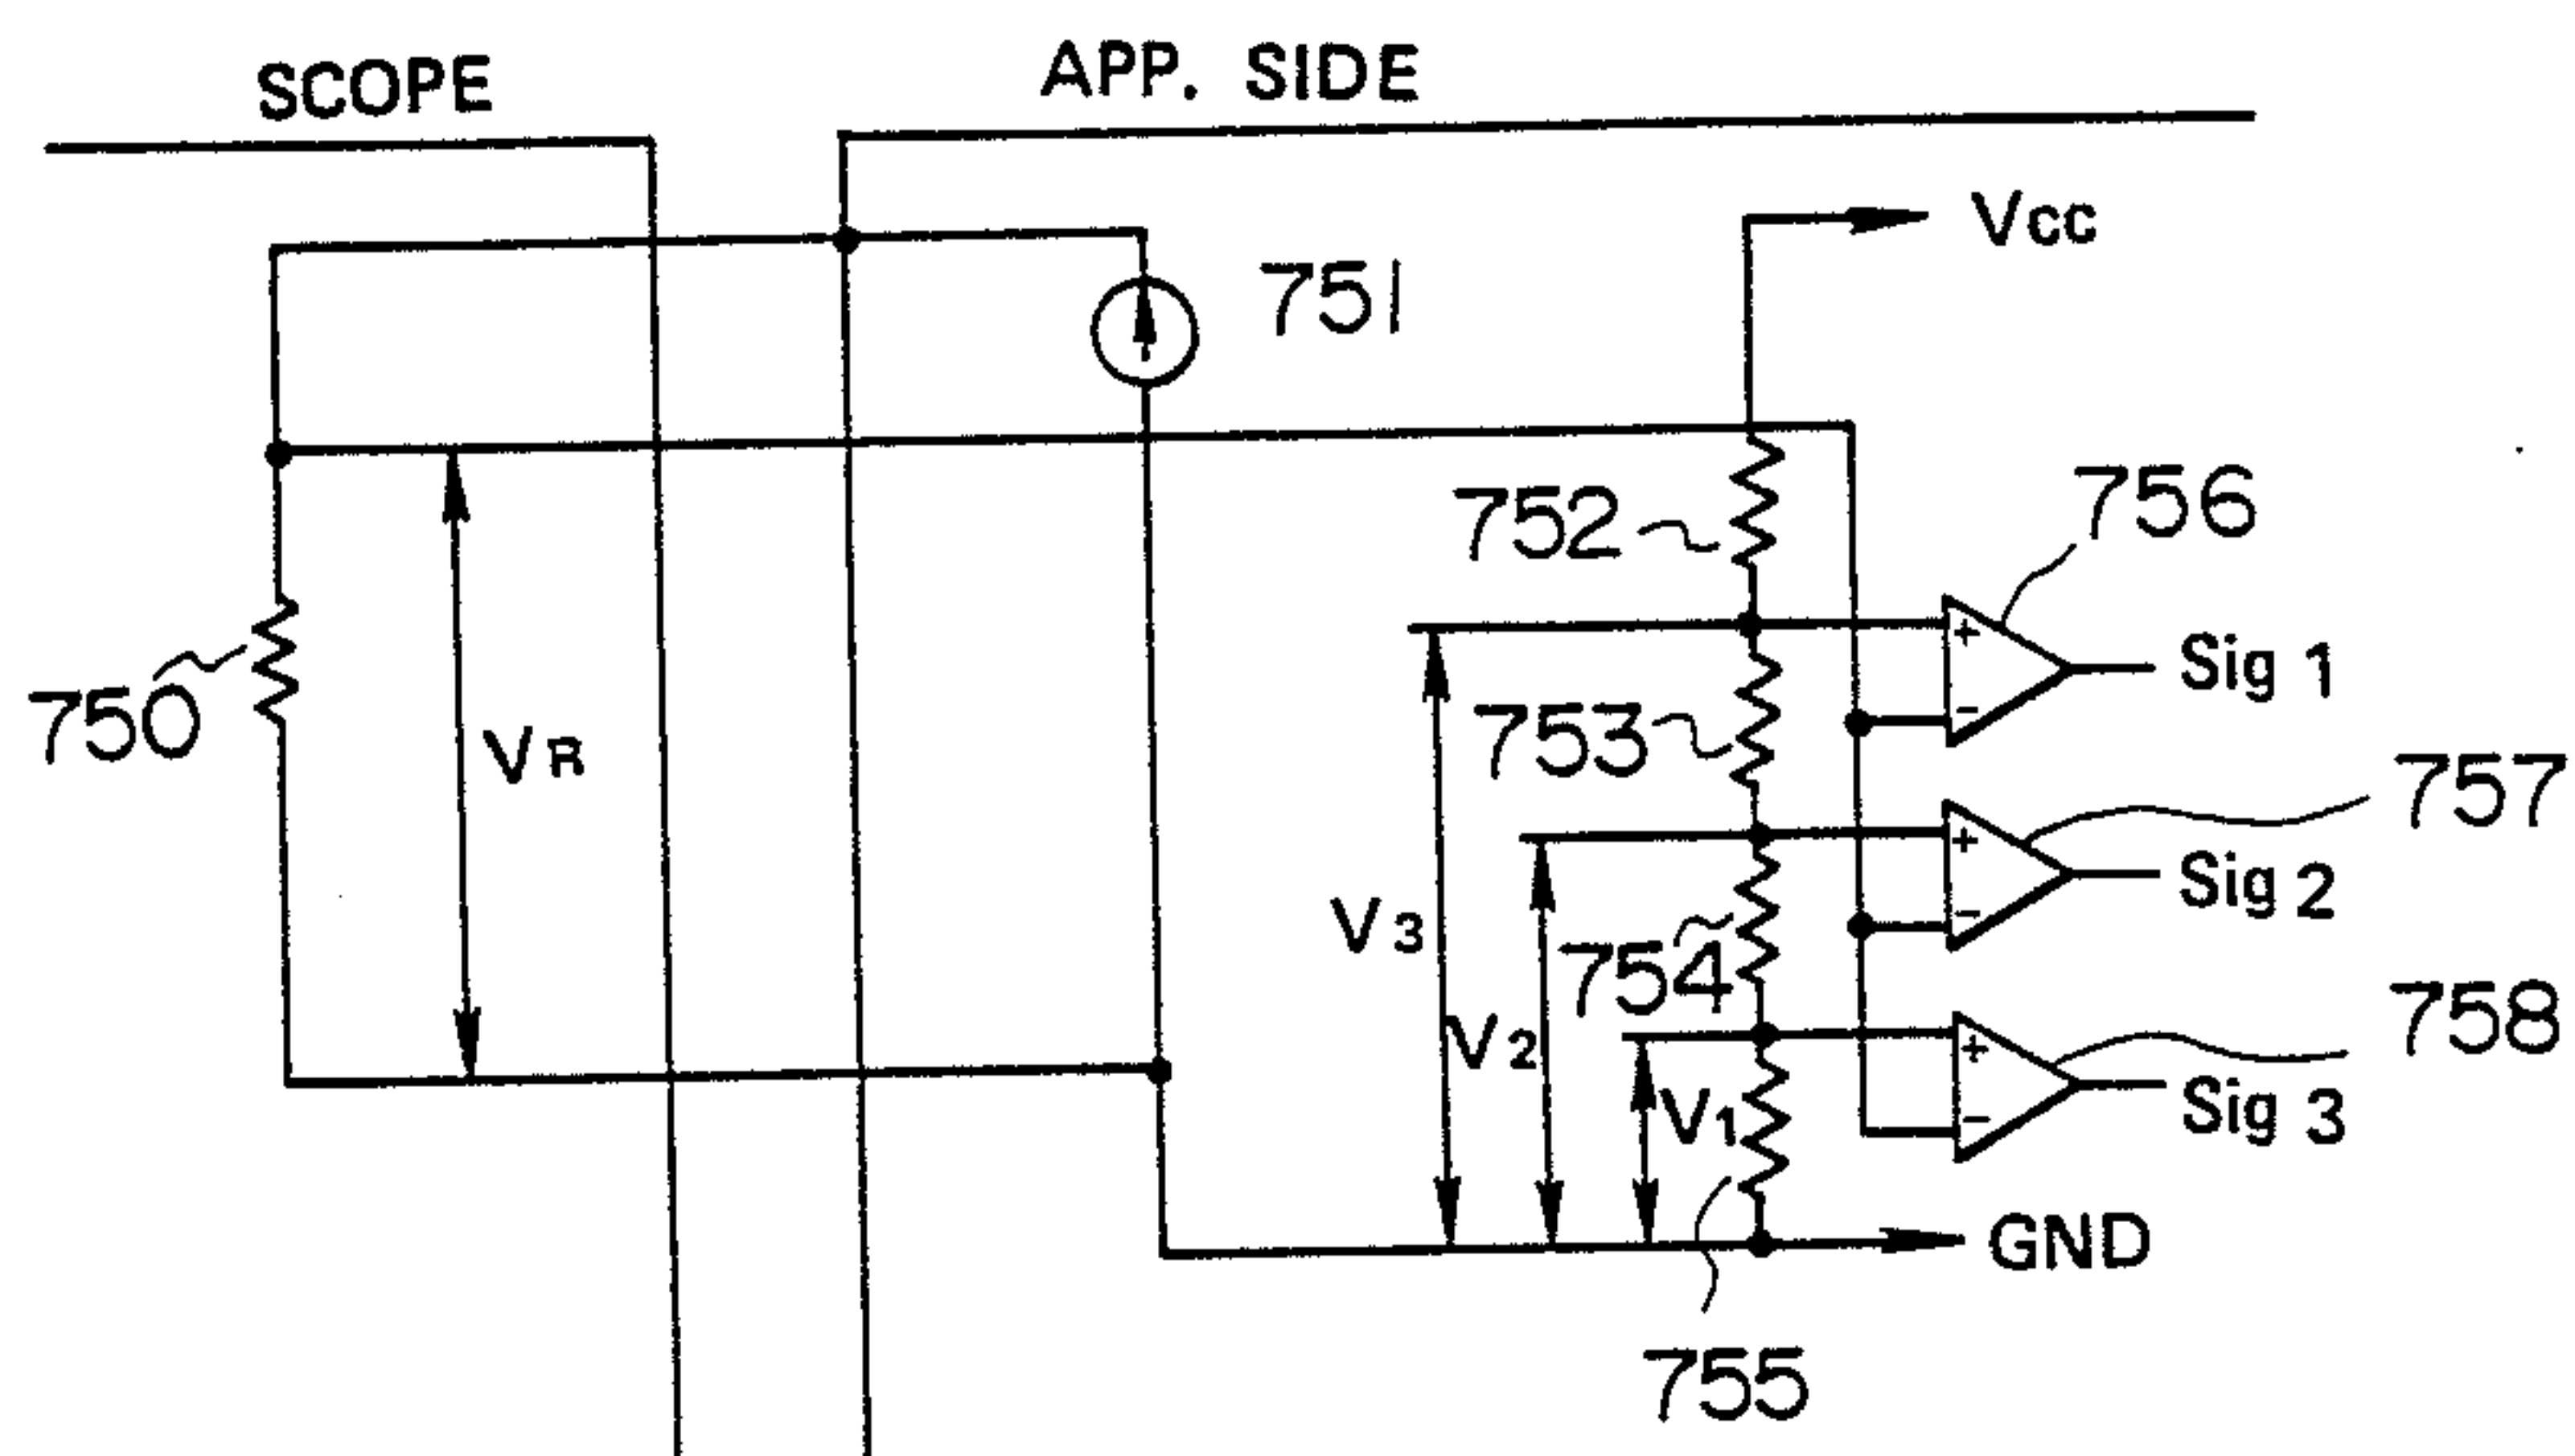 SCOPE
APP. SIDE
Vcc
751
752
756
Sig 1
750
VR
753
757
Sig 2
V3
754
V2
758
V1
Sig 3
GND
755
+
-
+
-
+
-